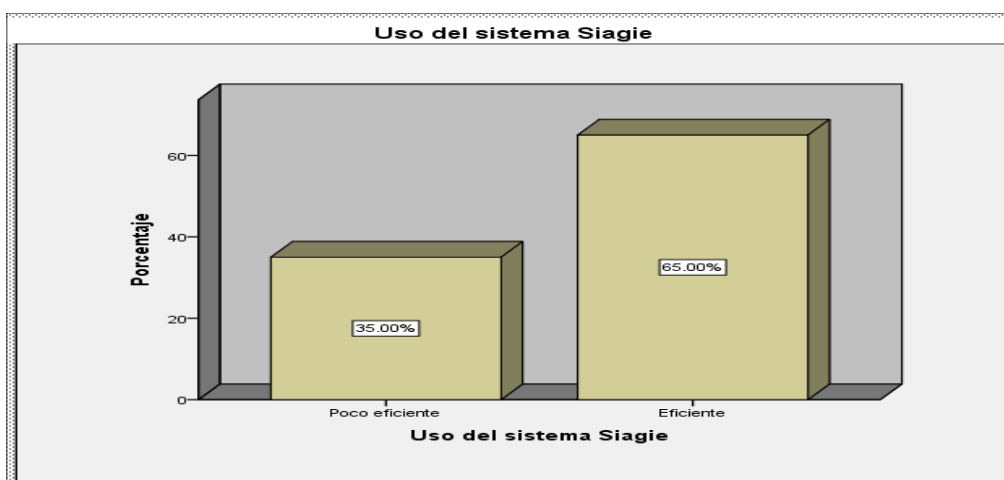 Uso del sistema Siagie
Porcentaje
60
40
20
0
65.00%
35.00%
Poco eficiente
Eficiente
Uso del sistema Siagie